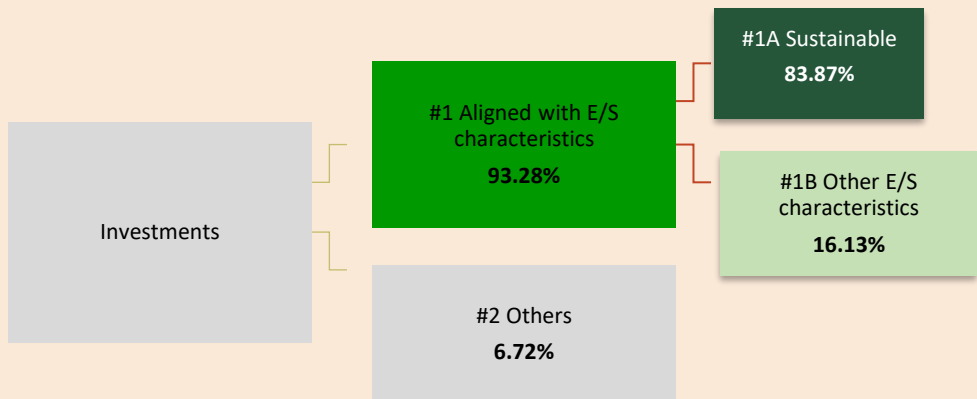 #1A Sustainable
83.87%
#1 Aligned with E/S
characteristics
93.28%
#1B Other E/S
characteristics
16.13%
Investments
#2 Others
6.72%